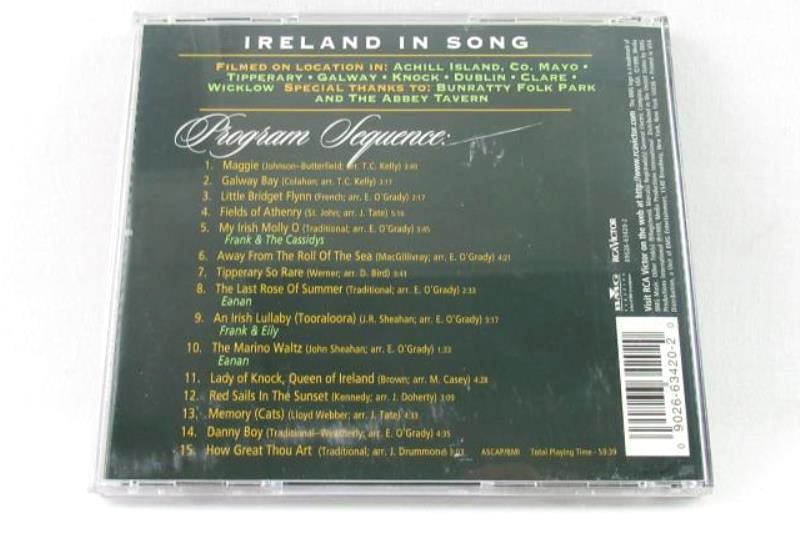 IRELAND IN SONG
FILMED ON LOCATION IN: ACHILL ISLAND, CO. MAYO •
TIPPERARY • GALWAY • KNOCK • DUBLIN • CLARE •
WICKLOW SPECIAL THANKS TO: BUNRATTY FOLK PARK
AND THE ABBEY TAVERN
Program Sequence:
1. Maggie (Johnson–Butterfield; arr. T.C. Kelly) 3:40
2. Galway Bay (Colahan; arr. T.C. Kelly) 3:17
3. Little Bridget Flynn (French; arr. E. O'Grady) 2:17
4. Fields of Athenry (St. John; arr. J. Tate) 5:16
5. My Irish Molly O (Traditional; arr. E. O'Grady) 3:45
Frank & The Cassidys
6. Away From The Roll Of The Sea (MacGillivray; arr. E. O'Grady) 4:21
7. Tipperary So Rare (Werner; arr. D. Bird) 3:41
8. The Last Rose Of Summer (Traditional; arr. E. O'Grady) 2:33
Eanan
9. An Irish Lullaby (Tooraloora) (J.R. Sheahan; arr. E. O'Grady) 3:17
Frank & Eily
10. The Marino Waltz (John Sheahan; arr. E. O'Grady) 1:33
Eanan
11. Lady of Knock, Queen of Ireland (Brown; arr. M. Casey) 4:28
12. Red Sails In The Sunset (Kennedy; arr. J. Doherty) 3:09
13. Memory (Cats) (Lloyd Webber; arr. J. Tate) 4:33
14. Danny Boy (Traditional–Weatherly; arr. E. O'Grady) 4:35
15. How Great Thou Art (Traditional; arr. J. Drummond) 3:03 ASCAP/BMI Total Playing Time - 59:39
BMG
CLASSICS
RCA VICTOR
09026-63420-2
Visit RCA Victor on the web at http://www.rcavictor.com
0 9026-63420-2 0